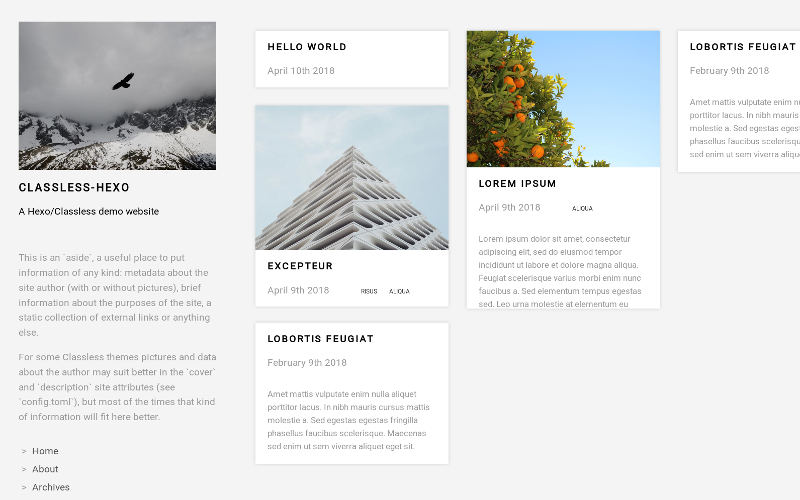 CLASSLESS-HEXO
A Hexo/Classless demo website
This is an `aside`, a useful place to put
information of any kind: metadata about the
site author (with or without pictures), brief
information about the purposes of the site, a
static collection of external links or anything
else.
For some Classless themes pictures and data
about the author may suit better in the `cover`
and `description` site attributes (see
`config.toml`), but most of the times that kind
of information will fit here better.
> Home
> About
> Archives
HELLO WORLD
April 10th 2018
EXCEPTEUR
April 9th 2018 RISUS ALIQUA
LOBORTIS FEUGIAT
February 9th 2018
Amet mattis vulputate enim nulla aliquet
porttitor lacus. In nibh mauris cursus mattis
molestie a. Sed egestas egestas fringilla
phasellus faucibus scelerisque. Maecenas
sed enim ut sem viverra aliquet eget sit.
LOREM IPSUM
April 9th 2018 ALIQUA
Lorem ipsum dolor sit amet, consectetur
adipiscing elit, sed do eiusmod tempor
incididunt ut labore et dolore magna aliqua.
Feugiat scelerisque varius morbi enim nunc
faucibus a. Sed elementum tempus egestas
sed. Leo urna molestie at elementum eu
LOBORTIS FEUGIAT
February 9th 2018
Amet mattis vulputate enim
porttitor lacus. In nibh mauris
molestie a. Sed egestas
phasellus faucibus
sed enim ut sem viverra